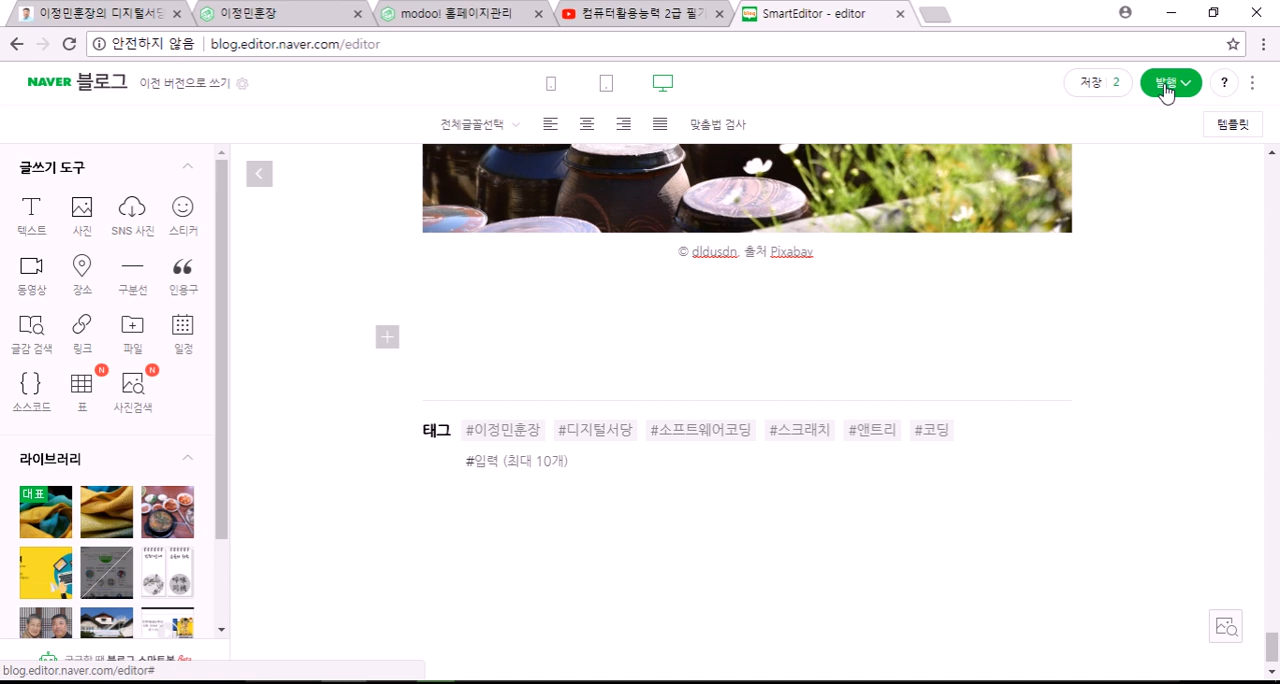 이정민훈장의 디지털서당
이정민훈장
modoo! 홈페이지관리
컴퓨터활용능력 2급 필기
SmartEditor - editor
안전하지 않음 blog.editor.naver.com/editor
NAVER 블로그 이전 버전으로 쓰기
저장 2
발행
?
전체글꼴선택 맞춤법 검사
템플릿
글쓰기 도구
텍스트 사진 SNS 사진 스티커
동영상 장소 구분선 인용구
글감 검색 링크 파일 일정
N N
소스코드 표 사진검색
라이브러리
대표
© dldusdn, 출처 Pixabay
태그 #이정민훈장 #디지털서당 #소프트웨어코딩 #스크래치 #앤트리 #코딩
#입력 (최대 10개)
blog.editor.naver.com/editor#